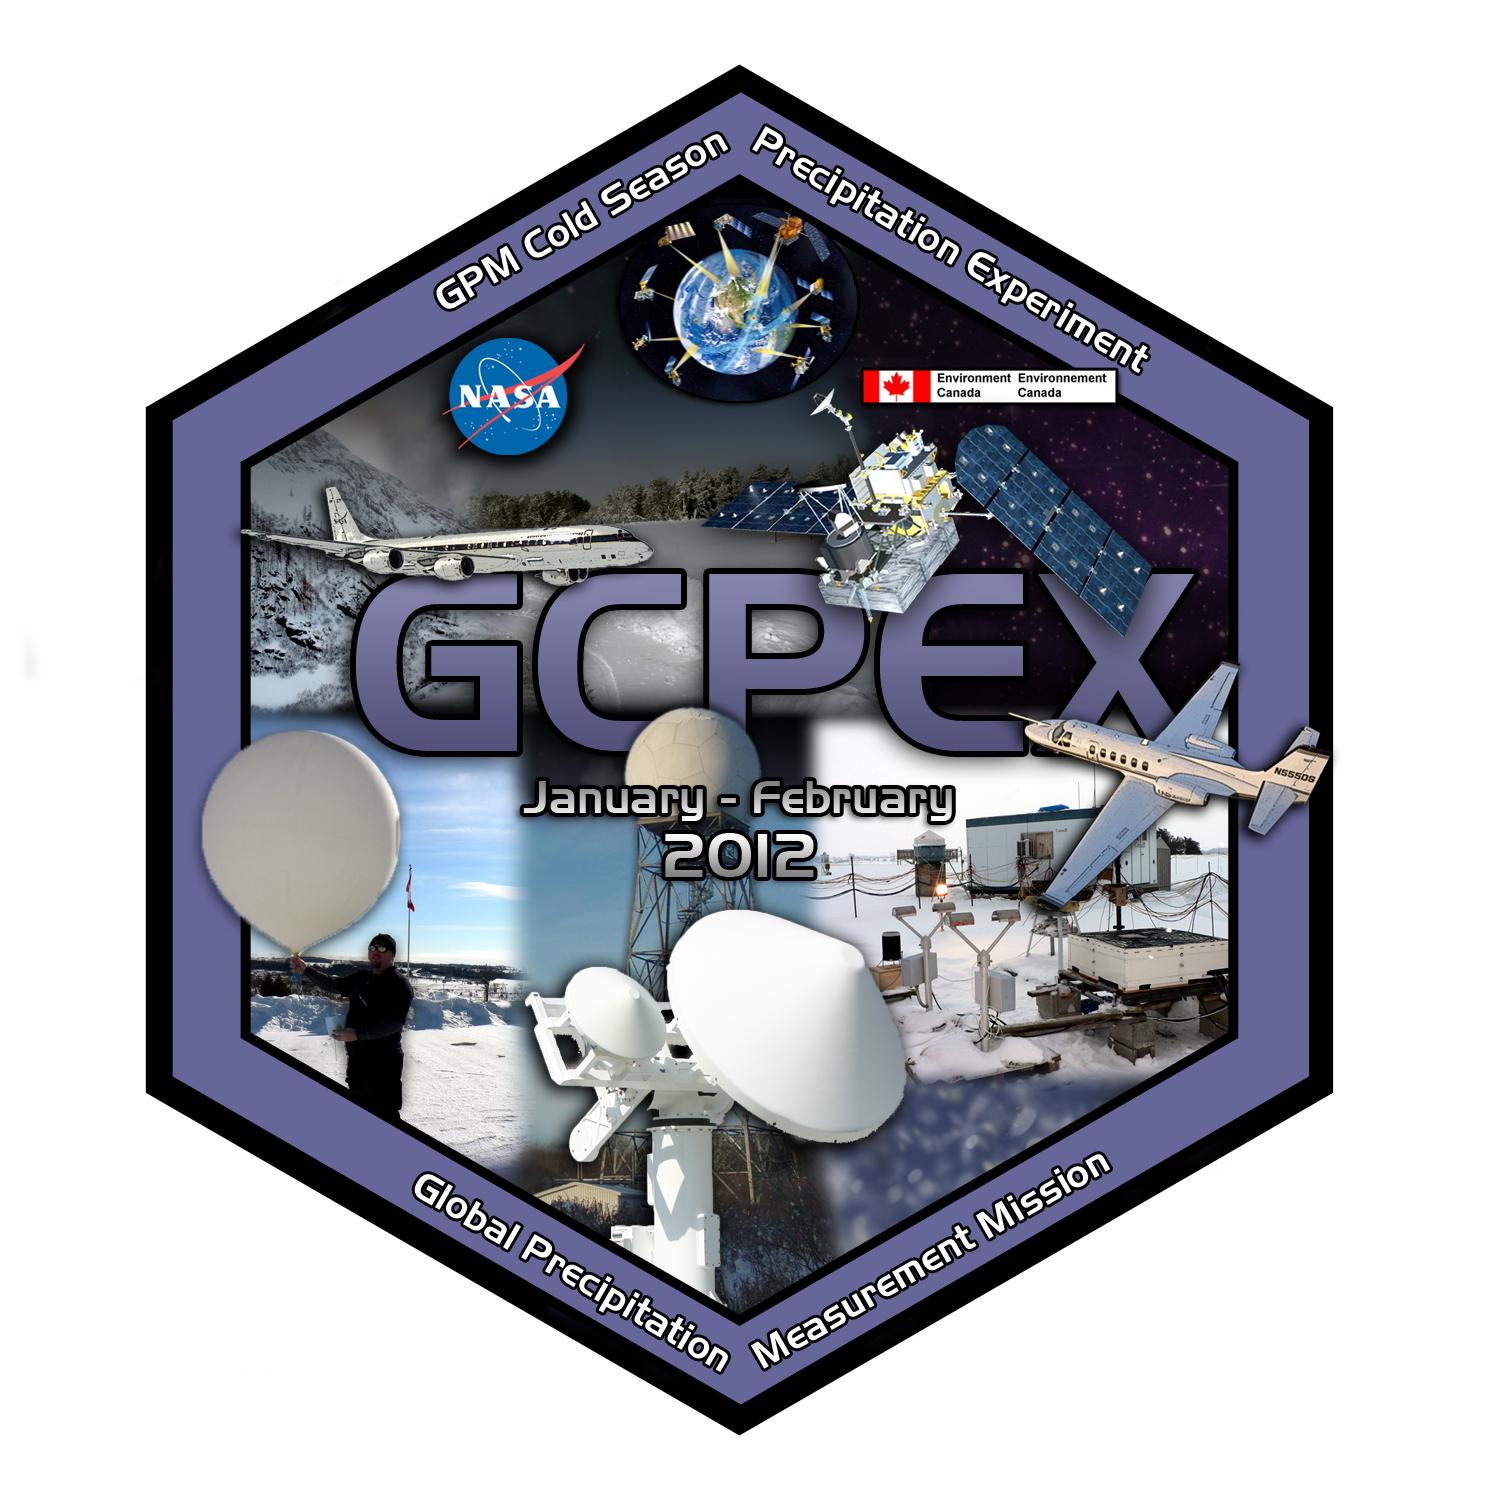 GPM Cold Season Precipitation Experiment
NASA
Environment Environnement
Canada Canada
GCPEX
N555DS
January - February
2012
Global Precipitation Measurement Mission